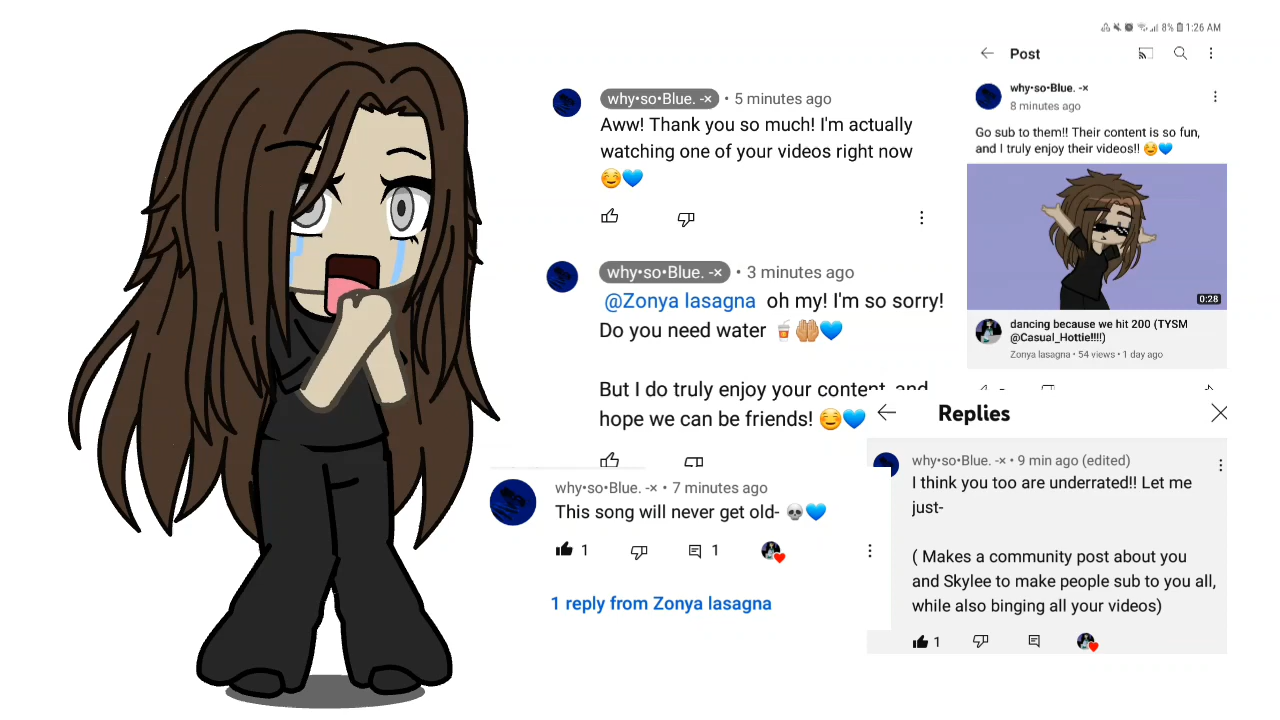 why•so•Blue. -× • 5 minutes ago
Aww! Thank you so much! I'm actually
watching one of your videos right now
☺️💙
why•so•Blue. -× • 3 minutes ago
@Zonya lasagna oh my! I'm so sorry!
Do you need water 🥤🤲🏼💙
But I do truly enjoy your content, and
hope we can be friends! ☺️💙
why•so•Blue. -× • 7 minutes ago
This song will never get old- 💀💙
1 1
1 reply from Zonya lasagna
8% 1:26 AM
Post
why•so•Blue. -×
8 minutes ago
Go sub to them!! Their content is so fun,
and I truly enjoy their videos!! ☺️💙
0:28
dancing because we hit 200 (TYSM
@Casual_Hottie!!!!)
Zonya lasagna • 54 views • 1 day ago
Replies
why•so•Blue. -× • 9 min ago (edited)
I think you too are underrated!! Let me
just-
( Makes a community post about you
and Skylee to make people sub to you all,
while also binging all your videos)
1